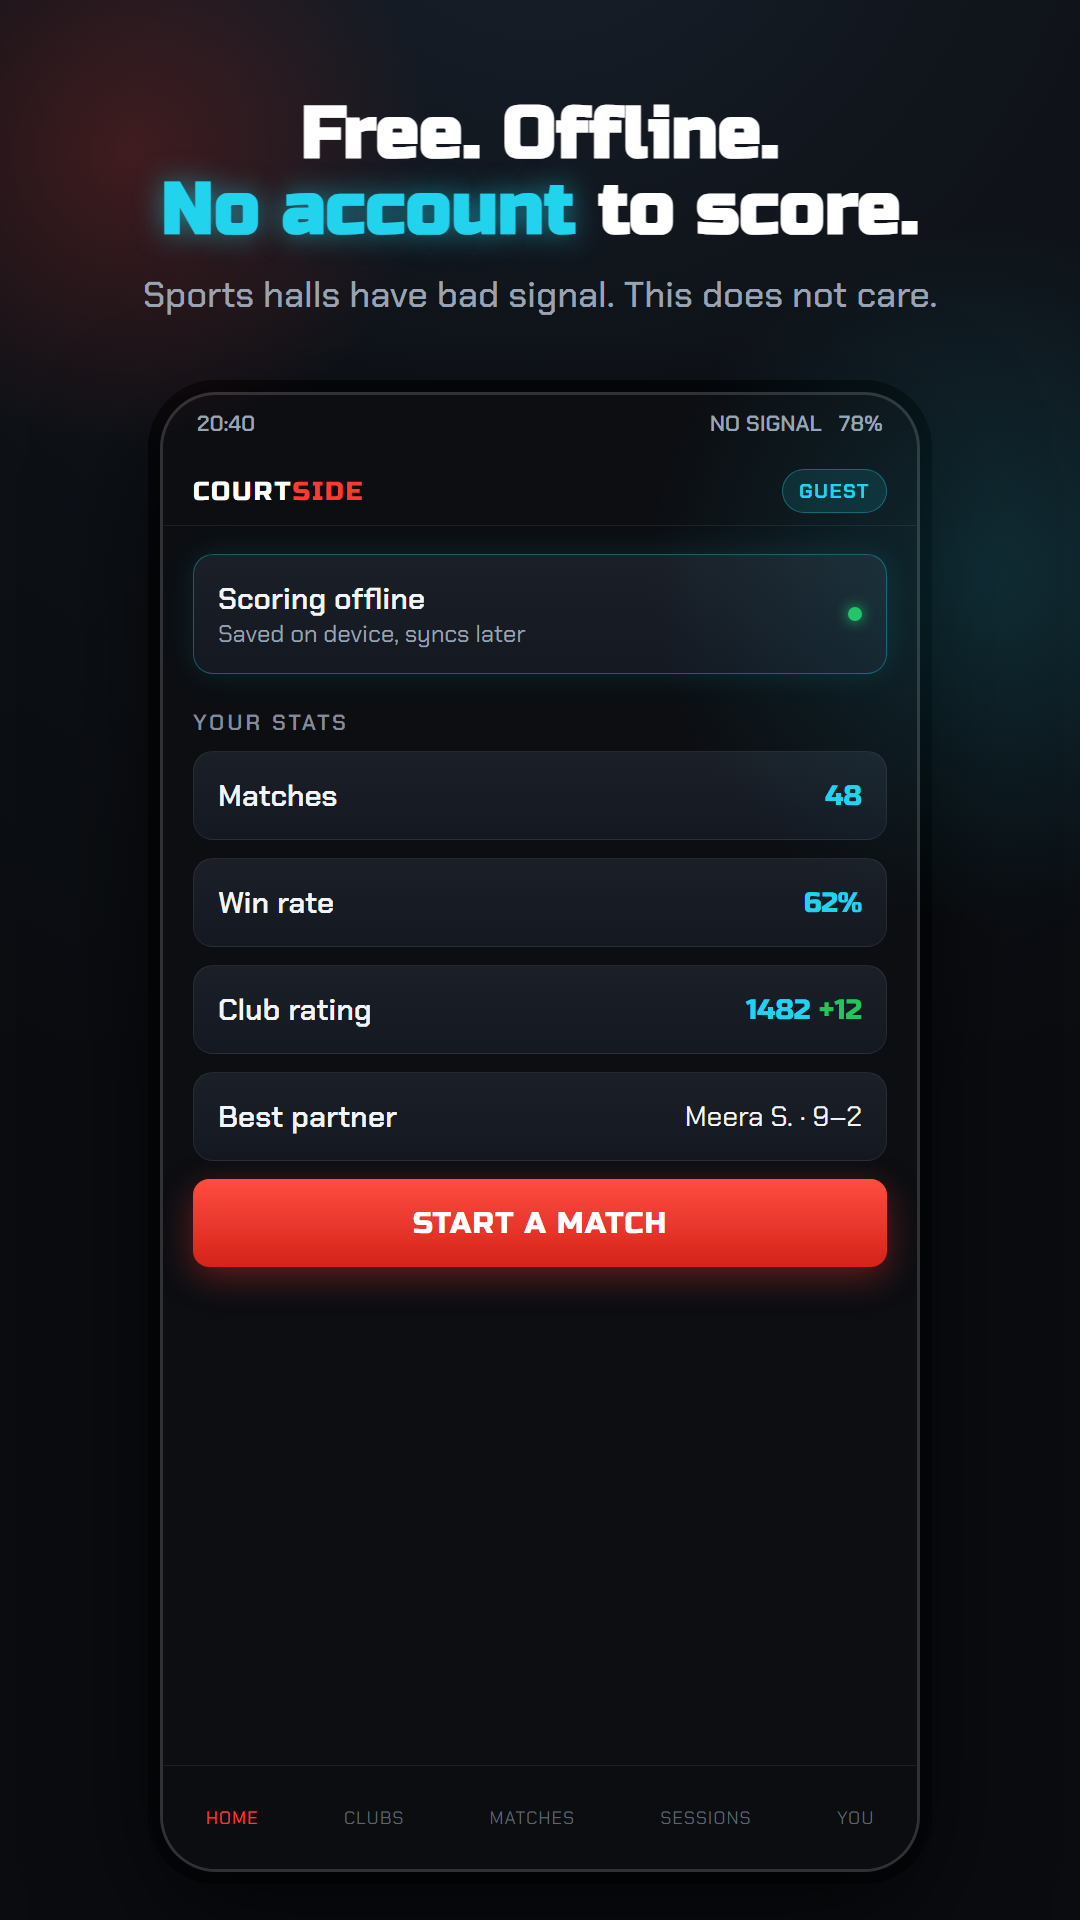 Free. Offline.
No account to score.
Sports halls have bad signal. This does not care.
20:40 NO SIGNAL 78%
COURTSIDE GUEST
Scoring offline
Saved on device, syncs later
YOUR STATS
Matches 48
Win rate 62%
Club rating 1482 +12
Best partner Meera S. · 9–2
START A MATCH
HOME CLUBS MATCHES SESSIONS YOU